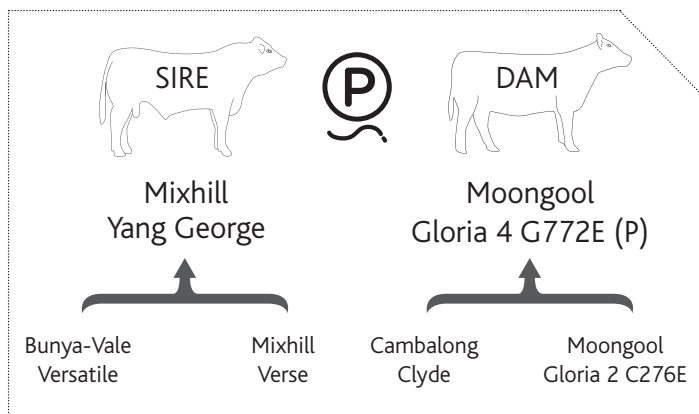 SIRE
P
DAM
Mixhill
Yang George
Moongool
Gloria 4 G772E (P)
Bunya-Vale
Versatile
Mixhill
Verse
Cambalong
Clyde
Moongool
Gloria 2 C276E